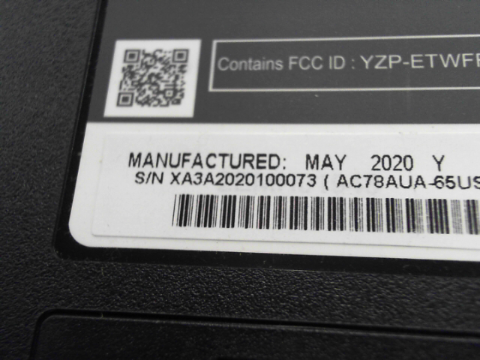 Contains FCC ID : YZP-ETWF
MANUFACTURED: MAY 2020 Y
S/N XA3A2020100073 ( AC78AUA-65US